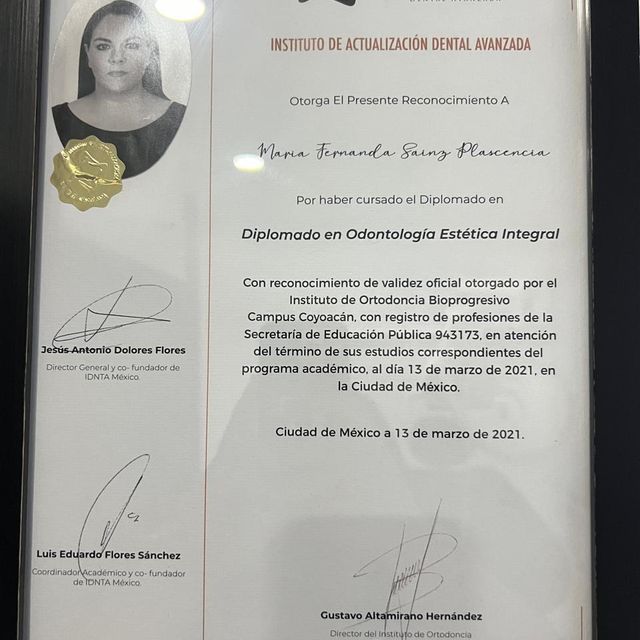 INSTITUTO DE ACTUALIZACIÓN DENTAL AVANZADA
Otorga El Presente Reconocimiento A
Maria Fernanda Sainz Plascencia
Por haber cursado el Diplomado en
Diplomado en Odontología Estética Integral
Con reconocimiento de validez oficial otorgado por el
Instituto de Ortodoncia Bioprogresivo
Campus Coyoacán, con registro de profesiones de la
Secretaría de Educación Pública 943173, en atención
del término de sus estudios correspondientes del
programa académico, al día 13 de marzo de 2021, en
la Ciudad de México.
Ciudad de México a 13 de marzo de 2021.
Jesús Antonio Dolores Flores
Director General y co- fundador de
IDNTA México.
Luis Eduardo Flores Sánchez
Coordinador Académico y co- fundador
de IDNTA México.
Gustavo Altamirano Hernández
Director del Instituto de Ortodoncia